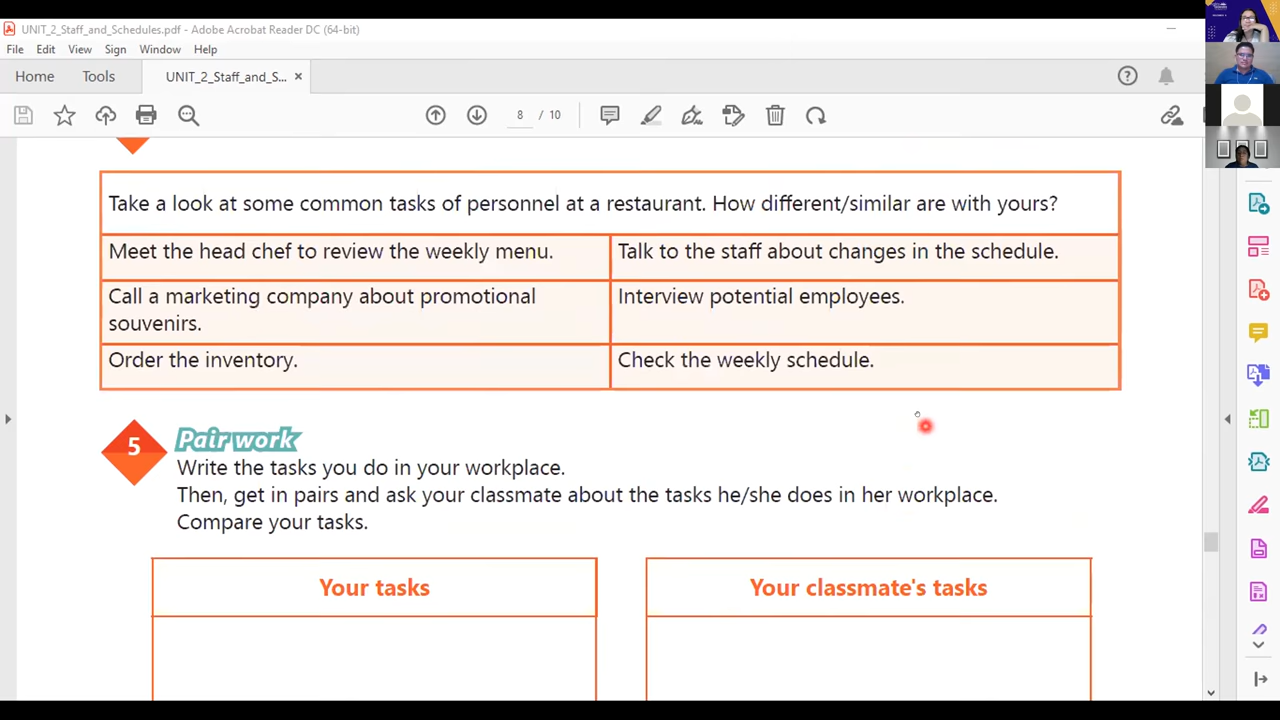 UNIT_2_Staff_and_Schedules.pdf - Adobe Acrobat Reader DC (64-bit)
File Edit View Sign Window Help
Home Tools UNIT_2_Staff_and_S... ×
8 / 10
Take a look at some common tasks of personnel at a restaurant. How different/similar are with yours?
Meet the head chef to review the weekly menu. Talk to the staff about changes in the schedule.
Call a marketing company about promotional souvenirs. Interview potential employees.
Order the inventory. Check the weekly schedule.
5 Pair work
Write the tasks you do in your workplace.
Then, get in pairs and ask your classmate about the tasks he/she does in her workplace.
Compare your tasks.
Your tasks Your classmate's tasks